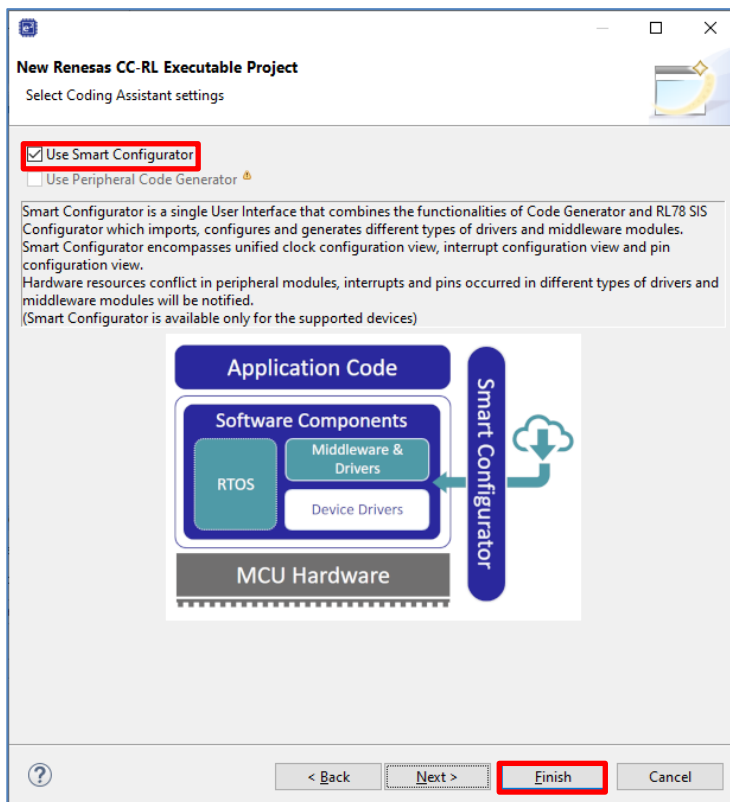 New Renesas CC-RL Executable Project
Select Coding Assistant settings
Use Smart Configurator
Use Peripheral Code Generator
Smart Configurator is a single User Interface that combines the functionalities of Code Generator and RL78 SIS
Configurator which imports, configures and generates different types of drivers and middleware modules.
Smart Configurator encompasses unified clock configuration view, interrupt configuration view and pin
configuration view.
Hardware resources conflict in peripheral modules, interrupts and pins occurred in different types of drivers and
middleware modules will be notified.
(Smart Configurator is available only for the supported devices)
Application Code
Software Components
RTOS
Middleware &
Drivers
Device Drivers
MCU Hardware
Smart Configurator
< Back
Next >
Finish
Cancel